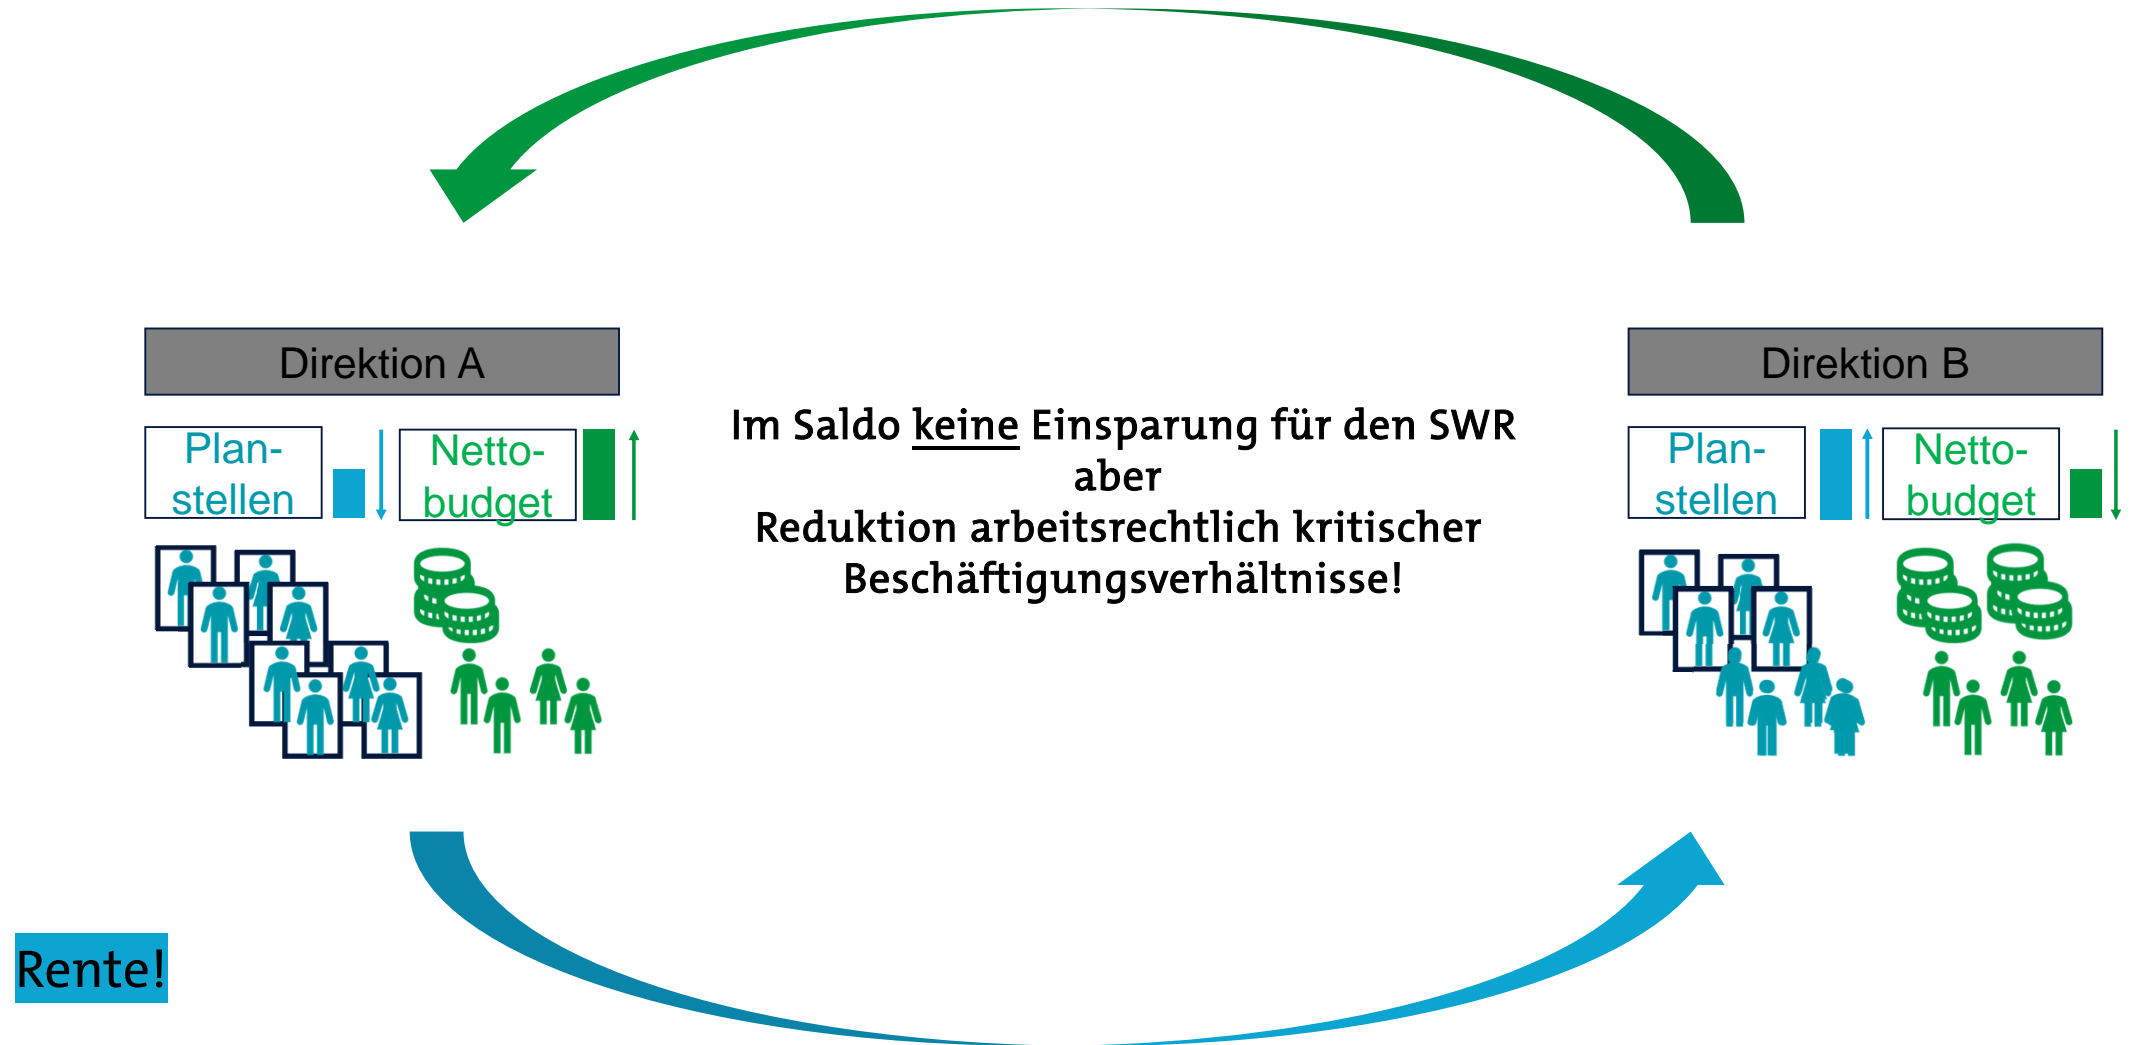 Direktion A
Plan-
stellen
Netto-
budget
Im Saldo keine Einsparung für den SWR
aber
Reduktion arbeitsrechtlich kritischer
Beschäftigungsverhältnisse!
Direktion B
Plan-
stellen
Netto-
budget
Rente!